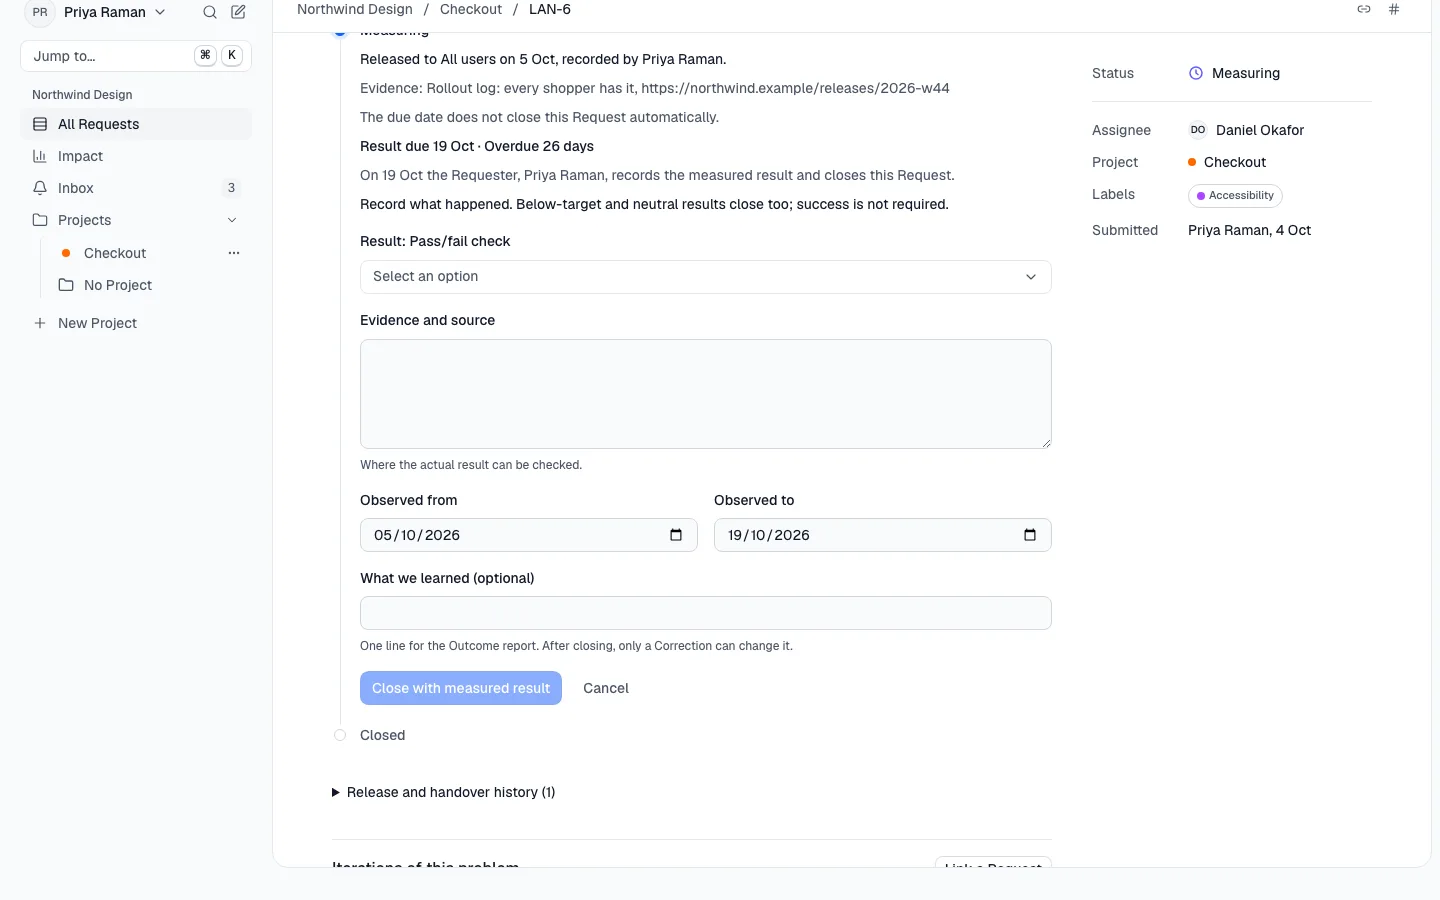 PR Priya Raman
Jump to… ⌘ K
Northwind Design
All Requests
Impact
Inbox 3
Projects
Checkout
No Project
New Project
Northwind Design / Checkout / LAN-6
Measuring
Released to All users on 5 Oct, recorded by Priya Raman.
Evidence: Rollout log: every shopper has it, https://northwind.example/releases/2026-w44
The due date does not close this Request automatically.
Result due 19 Oct · Overdue 26 days
On 19 Oct the Requester, Priya Raman, records the measured result and closes this Request.
Record what happened. Below-target and neutral results close too; success is not required.
Result: Pass/fail check
Select an option
Evidence and source
Where the actual result can be checked.
Observed from Observed to
05/10/2026 19/10/2026
What we learned (optional)
One line for the Outcome report. After closing, only a Correction can change it.
Close with measured result Cancel
Closed
Release and handover history (1)
Iterations of this problem Link a Request
Status Measuring
Assignee DO Daniel Okafor
Project Checkout
Labels Accessibility
Submitted Priya Raman, 4 Oct